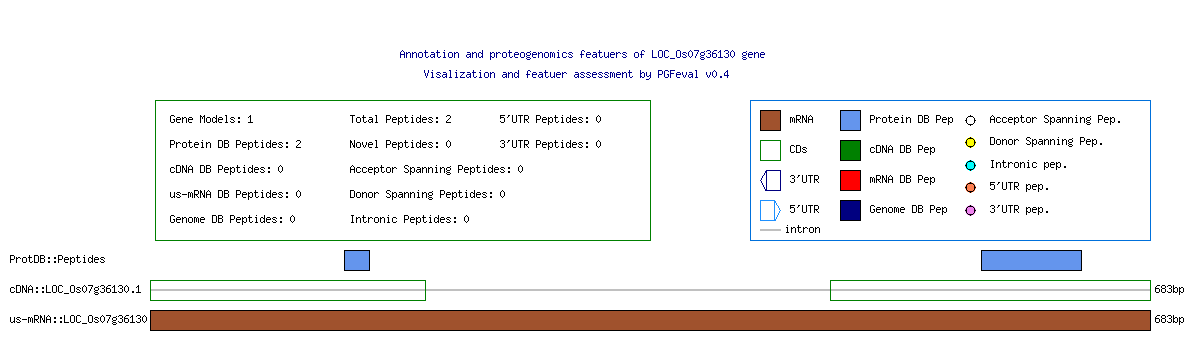 Annotation and proteogenomics featuers of LOC_Os07g36130 gene
Visalization and featuer assessment by PGFeval v0.4
Gene Models: 1
Total Peptides: 2
5'UTR Peptides: 0
Protein DB Peptides: 2
Novel Peptides: 0
3'UTR Peptides: 0
cDNA DB Peptides: 0
Acceptor Spanning Peptides: 0
us-mRNA DB Peptides: 0
Donor Spanning Peptides: 0
Genome DB Peptides: 0
Intronic Peptides: 0
mRNA
Protein DB Pep
Acceptor Spanning Pep.
CDs
cDNA DB Pep
Donor Spanning Pep.
Intronic pep.
3'UTR
mRNA DB Pep
5'UTR pep.
5'UTR
Genome DB Pep
3'UTR pep.
intron
ProtDB::Peptides
cDNA::LOC_Os07g36130.1
683bp
us-mRNA::LOC_Os07g36130
683bp